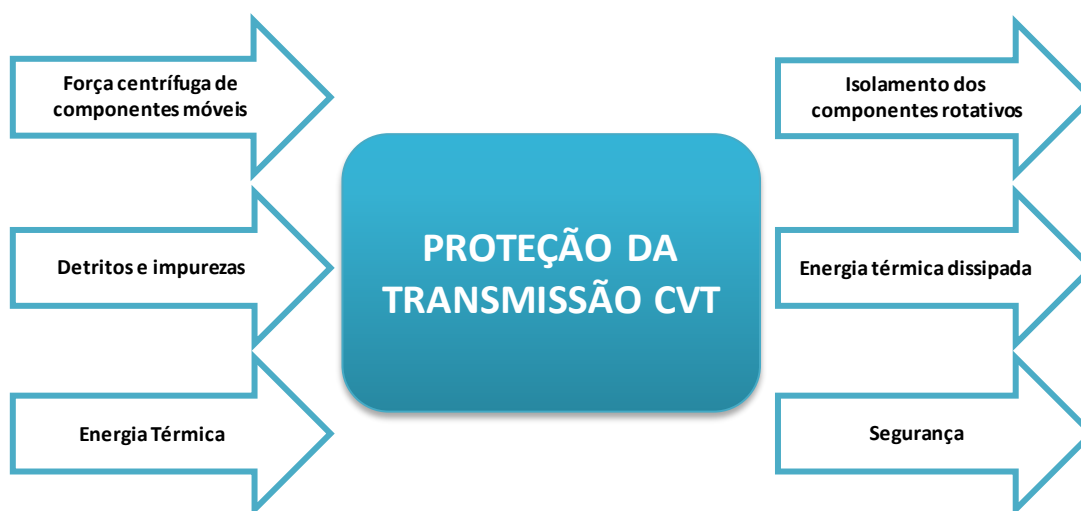 Força centrífuga de
componentes móveis
Detritos e impurezas
Energia Térmica
PROTEÇÃO DA
TRANSMISSÃO CVT
Isolamento dos
componentes rotativos
Energia térmica dissipada
Segurança